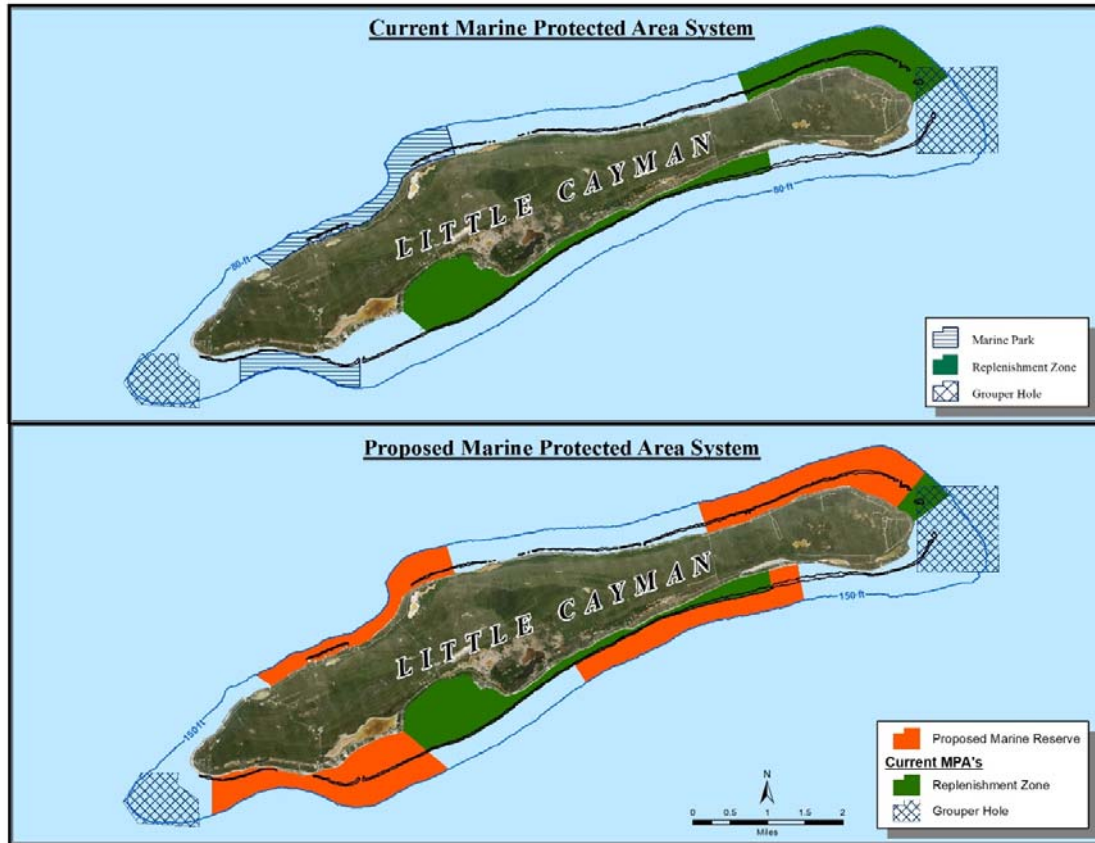 Current Marine Protected Area System
LITTLE CAYMAN
80-ft
80-ft
Marine Park
Replenishment Zone
Grouper Hole
Proposed Marine Protected Area System
LITTLE CAYMAN
150-ft
150-ft
N
0 0.5 1 2
Miles
Proposed Marine Reserve
Current MPA's
Replenishment Zone
Grouper Hole